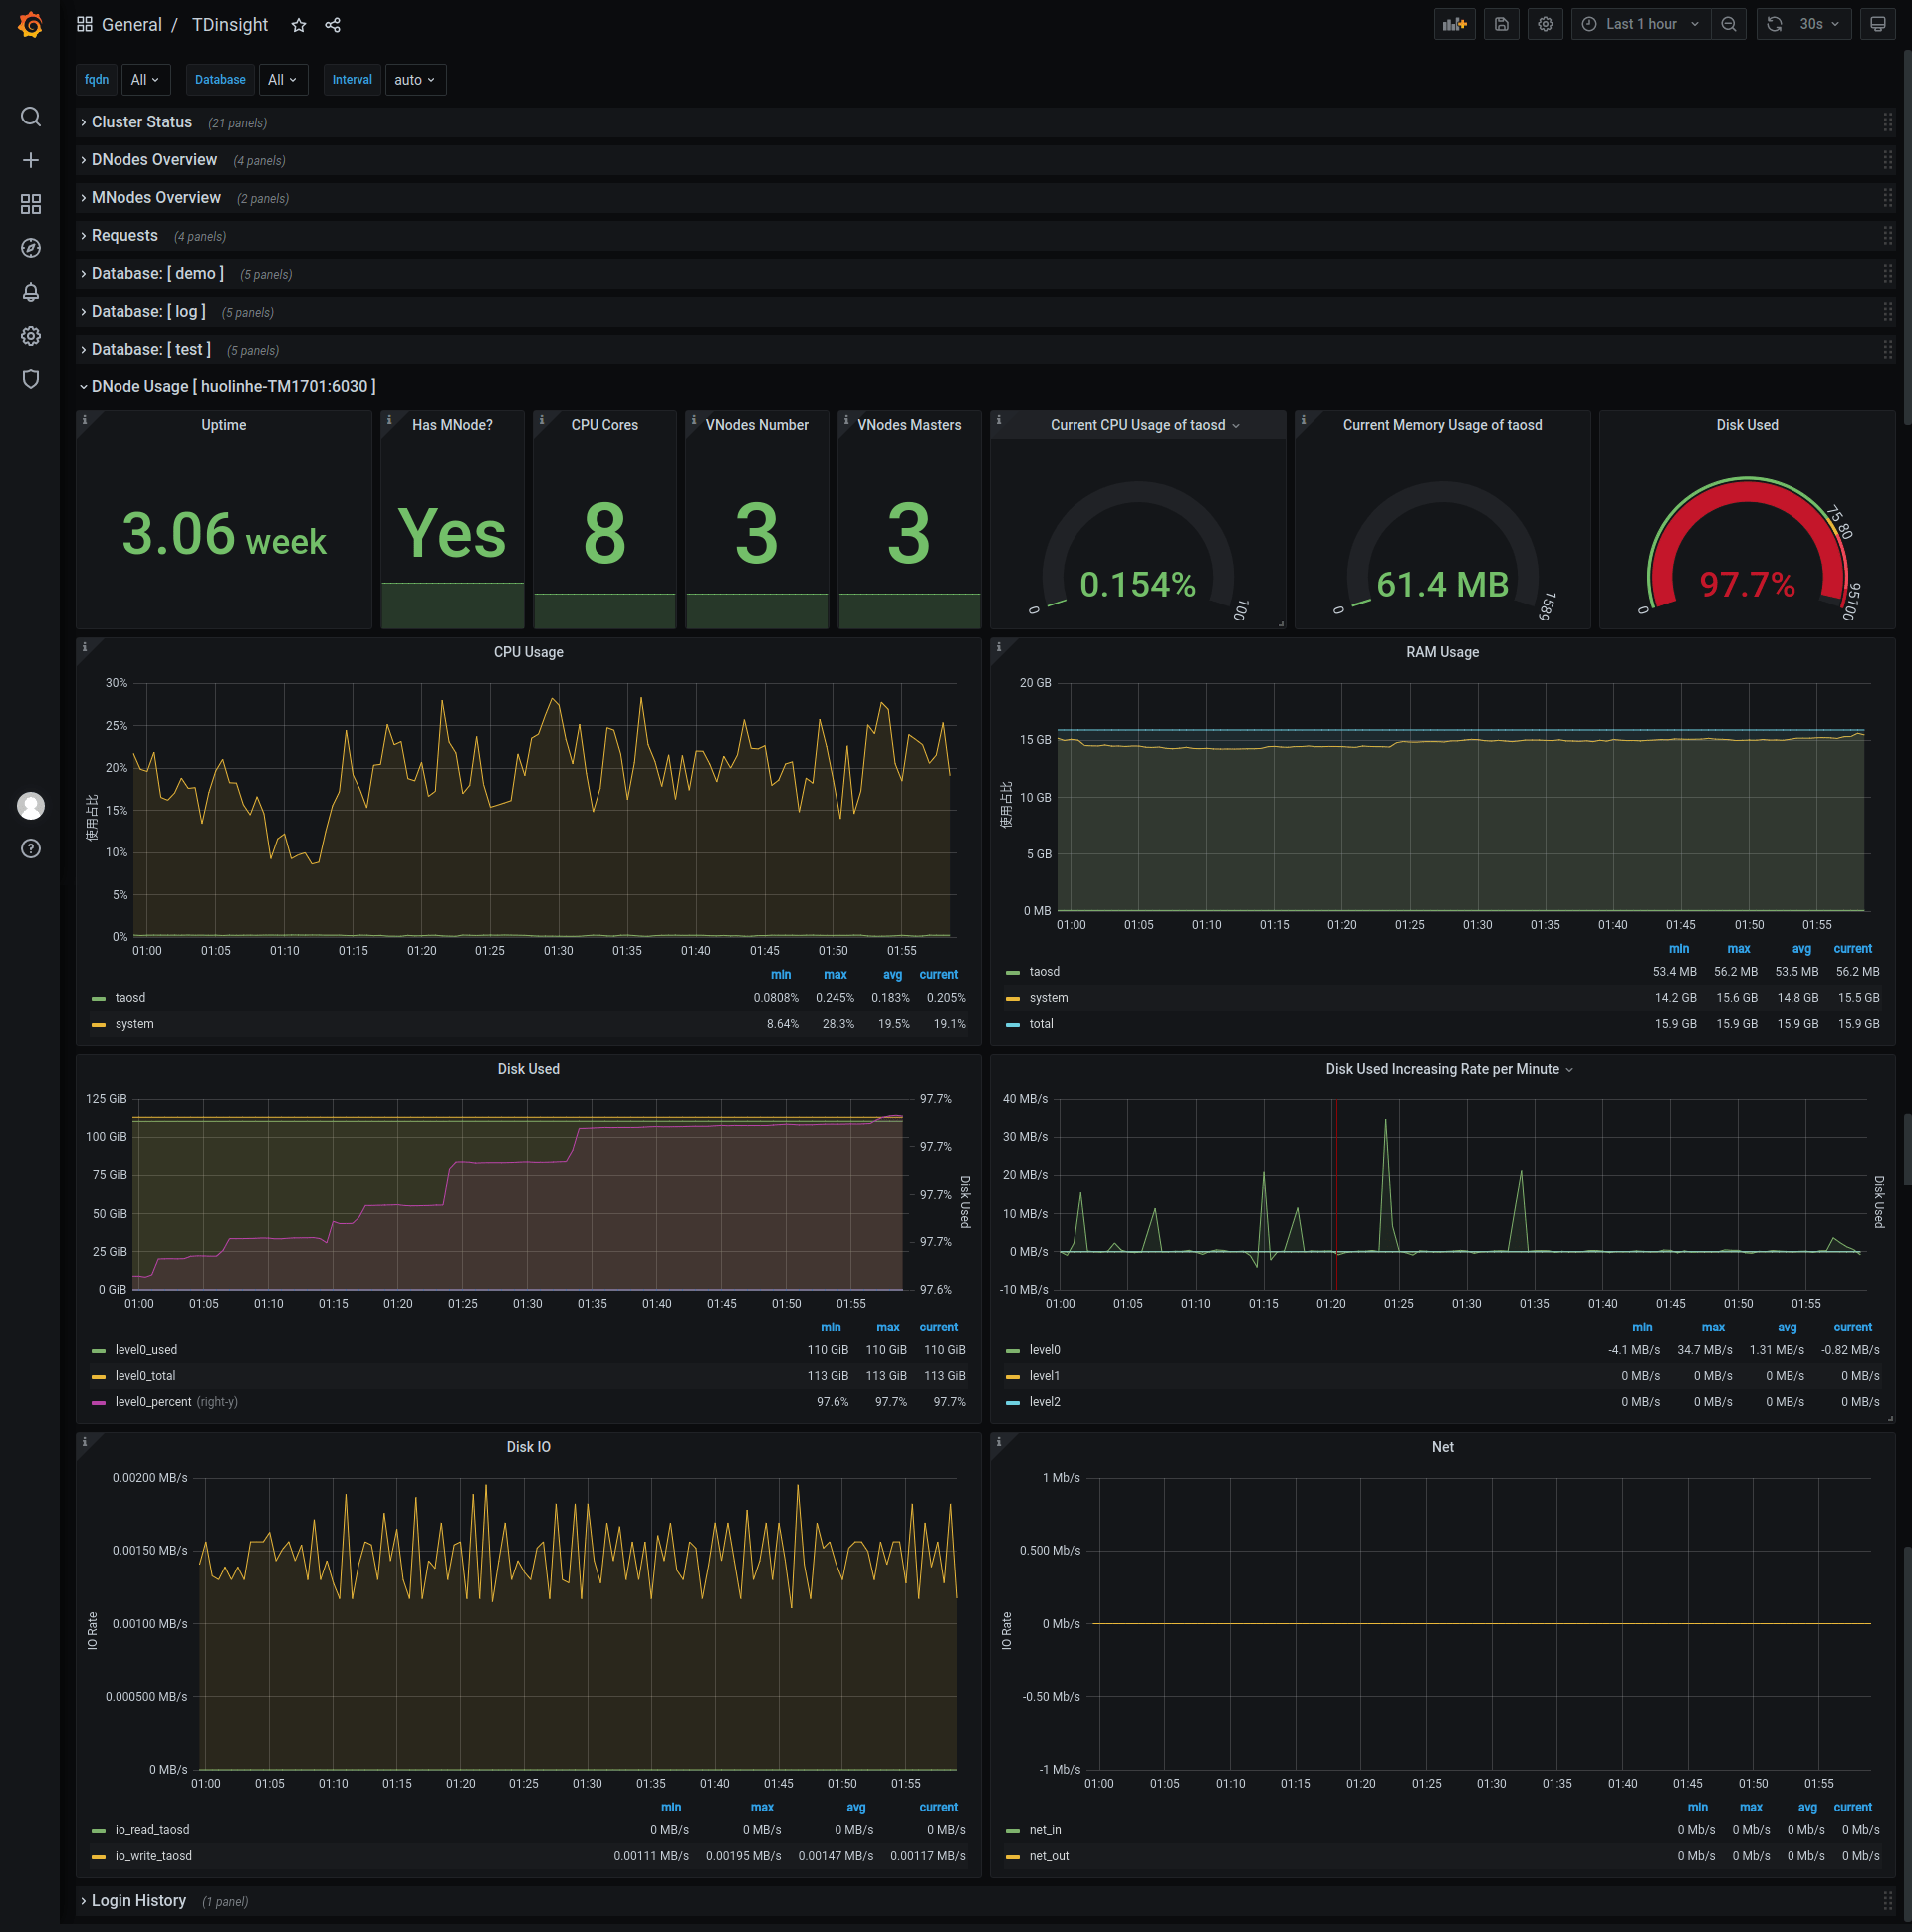 General / TDinsight
Last 1 hour
30s
fqdn All Database All Interval auto
Cluster Status (21 panels)
DNodes Overview (4 panels)
MNodes Overview (2 panels)
Requests (4 panels)
Database: [ demo ] (5 panels)
Database: [ log ] (5 panels)
Database: [ test ] (5 panels)
DNode Usage [ huolinhe-TM1701:6030 ]
Uptime
3.06 week
Has MNode?
Yes
CPU Cores
8
VNodes Number
3
VNodes Masters
3
Current CPU Usage of taosd
0.154%
0 100
Current Memory Usage of taosd
61.4 MB
0 1589
Disk Used
97.7%
0 75 80 95 100
CPU Usage
使用占比
30%
25%
20%
15%
10%
5%
0%
01:00 01:05 01:10 01:15 01:20 01:25 01:30 01:35 01:40 01:45 01:50 01:55
min max avg current
taosd 0.0808% 0.245% 0.183% 0.205%
system 8.64% 28.3% 19.5% 19.1%
RAM Usage
使用占比
20 GB
15 GB
10 GB
5 GB
0 MB
01:00 01:05 01:10 01:15 01:20 01:25 01:30 01:35 01:40 01:45 01:50 01:55
min max avg current
taosd 53.4 MB 56.2 MB 53.5 MB 56.2 MB
system 14.2 GB 15.6 GB 14.8 GB 15.5 GB
total 15.9 GB 15.9 GB 15.9 GB 15.9 GB
Disk Used
125 GiB 97.7%
100 GiB
97.7%
75 GiB
97.7%
50 GiB
97.7%
25 GiB
0 GiB 97.6%
Disk Used
01:00 01:05 01:10 01:15 01:20 01:25 01:30 01:35 01:40 01:45 01:50 01:55
min max current
level0_used 110 GiB 110 GiB 110 GiB
level0_total 113 GiB 113 GiB 113 GiB
level0_percent (right-y) 97.6% 97.7% 97.7%
Disk Used Increasing Rate per Minute
40 MB/s
30 MB/s
20 MB/s
10 MB/s
0 MB/s
-10 MB/s
Disk Used
01:00 01:05 01:10 01:15 01:20 01:25 01:30 01:35 01:40 01:45 01:50 01:55
min max avg current
level0 -4.1 MB/s 34.7 MB/s 1.31 MB/s -0.82 MB/s
level1 0 MB/s 0 MB/s 0 MB/s 0 MB/s
level2 0 MB/s 0 MB/s 0 MB/s 0 MB/s
Disk IO
IO Rate
0.00200 MB/s
0.00150 MB/s
0.00100 MB/s
0.000500 MB/s
0 MB/s
01:00 01:05 01:10 01:15 01:20 01:25 01:30 01:35 01:40 01:45 01:50 01:55
min max avg current
io_read_taosd 0 MB/s 0 MB/s 0 MB/s 0 MB/s
io_write_taosd 0.00111 MB/s 0.00195 MB/s 0.00147 MB/s 0.00117 MB/s
Net
IO Rate
1 Mb/s
0.500 Mb/s
0 Mb/s
-0.50 Mb/s
-1 Mb/s
01:00 01:05 01:10 01:15 01:20 01:25 01:30 01:35 01:40 01:45 01:50 01:55
min max avg current
net_in 0 Mb/s 0 Mb/s 0 Mb/s 0 Mb/s
net_out 0 Mb/s 0 Mb/s 0 Mb/s 0 Mb/s
Login History (1 panel)